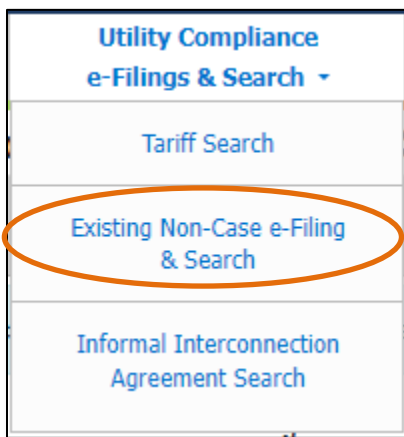 Utility Compliance
e-Filings & Search
Tariff Search
Existing Non-Case e-Filing
& Search
Informal Interconnection
Agreement Search